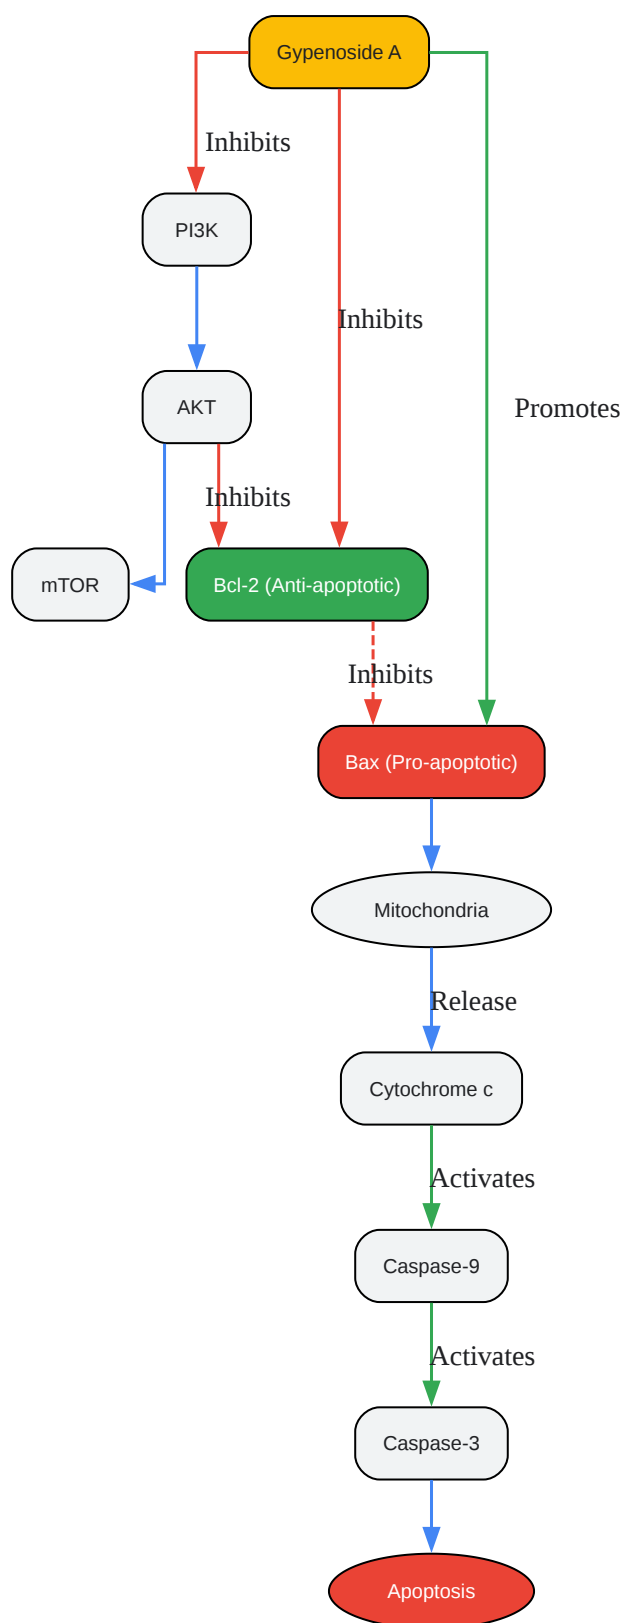 Gypenoside A
Inhibits
PI3K
Inhibits
Promotes
AKT
Inhibits
mTOR
Bcl-2 (Anti-apoptotic)
Inhibits
Bax (Pro-apoptotic)
Mitochondria
Release
Cytochrome c
Activates
Caspase-9
Activates
Caspase-3
Apoptosis